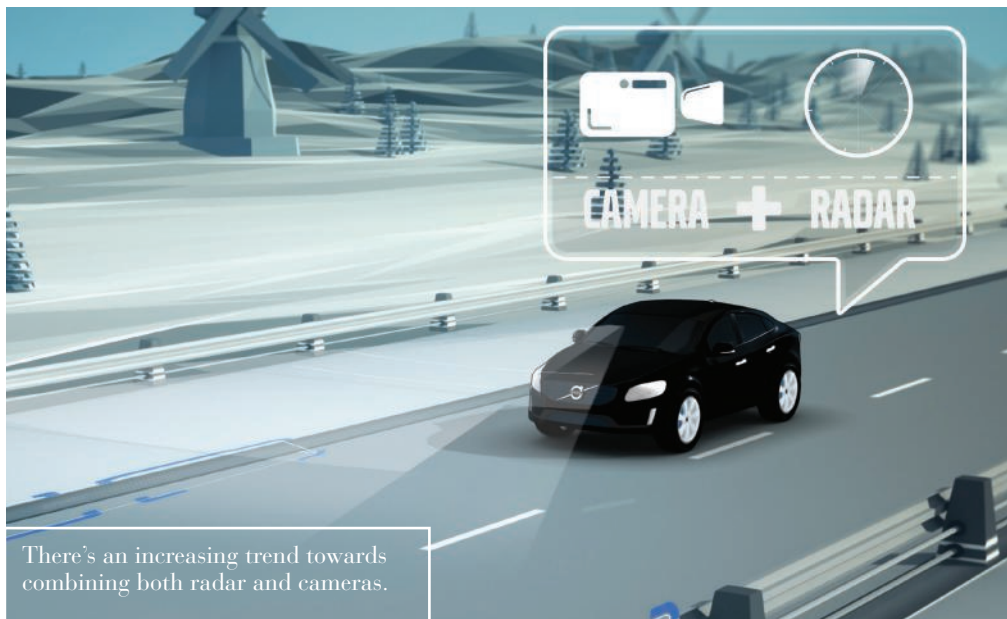 CAMERA + RADAR
There's an increasing trend towards
combining both radar and cameras.